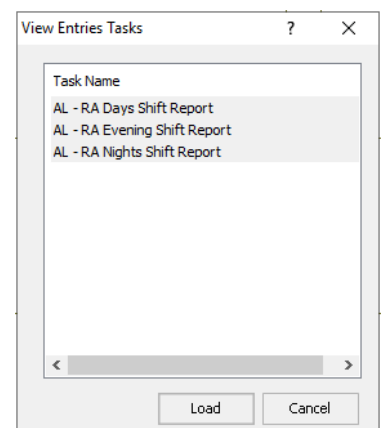 View Entries Tasks
?
Task Name
AL - RA Days Shift Report
AL - RA Evening Shift Report
AL - RA Nights Shift Report
Load
Cancel